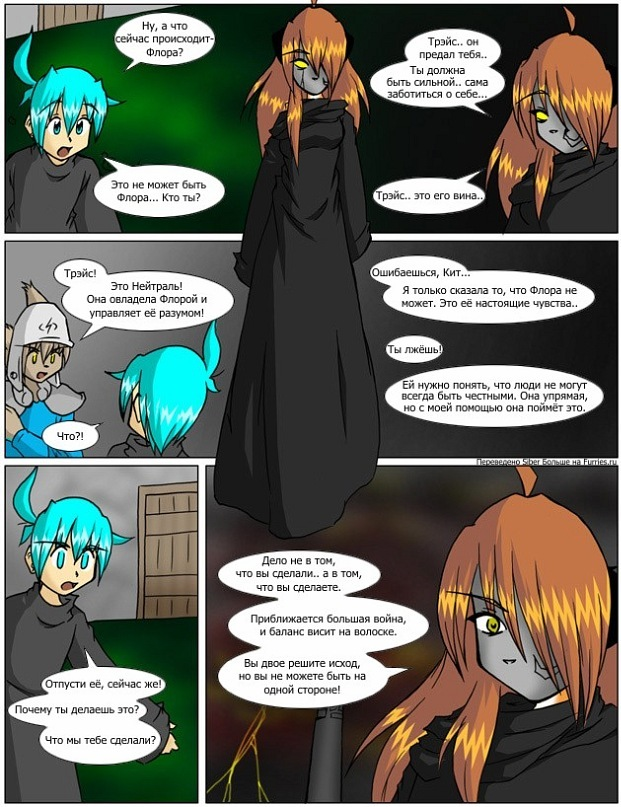 Ну, а что
сейчас происходит-
Флора?
Это не может быть
Флора... Кто ты?
Трэйс.. он
предал тебя..
Ты должна
быть сильной.. сама
заботиться о себе...
Трэйс.. это его вина..
Трэйс!
Это Нейтраль!
Она овладела Флорой и
управляет её разумом!
Что?!
Ошибаешься, Кит...
Я только сказала то, что Флора не
может. Это её настоящие чувства..
Ты лжёшь!
Ей нужно понять, что люди не могут
всегда быть честными. Она упрямая,
но с моей помощью она поймёт это.
Переведено Siber Больше на Furries.ru
Отпусти её, сейчас же!
Почему ты делаешь это?
Что мы тебе сделали?
Дело не в том,
что вы сделали.. а в том,
что вы сделаете.
Приближается большая война,
и баланс висит на волоске.
Вы двое решите исход,
но вы не можете быть на
одной стороне!